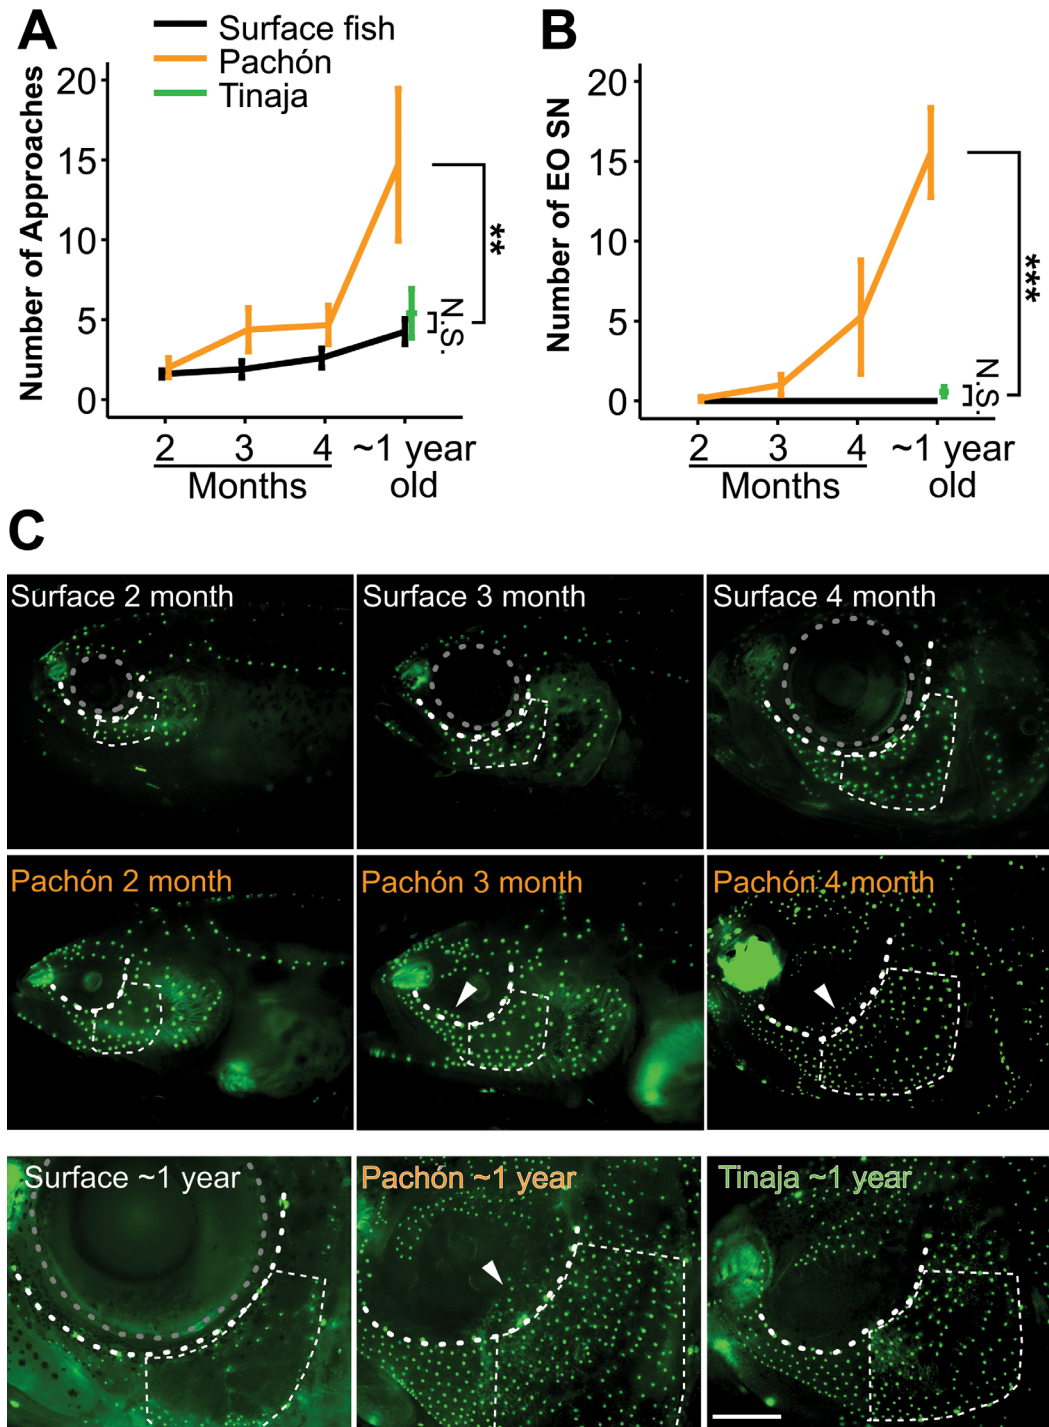 A
Surface fish
Pachón
Tinaja
Number of Approaches
20
15
10
5
0
**
N.S.
2 3 4 ~1 year
Months old
B
Number of EO SN
20
15
10
5
0
***
N.S.
2 3 4 ~1 year
Months old
C
Surface 2 month
Surface 3 month
Surface 4 month
Pachón 2 month
Pachón 3 month
Pachón 4 month
Surface ~1 year
Pachón ~1 year
Tinaja ~1 year